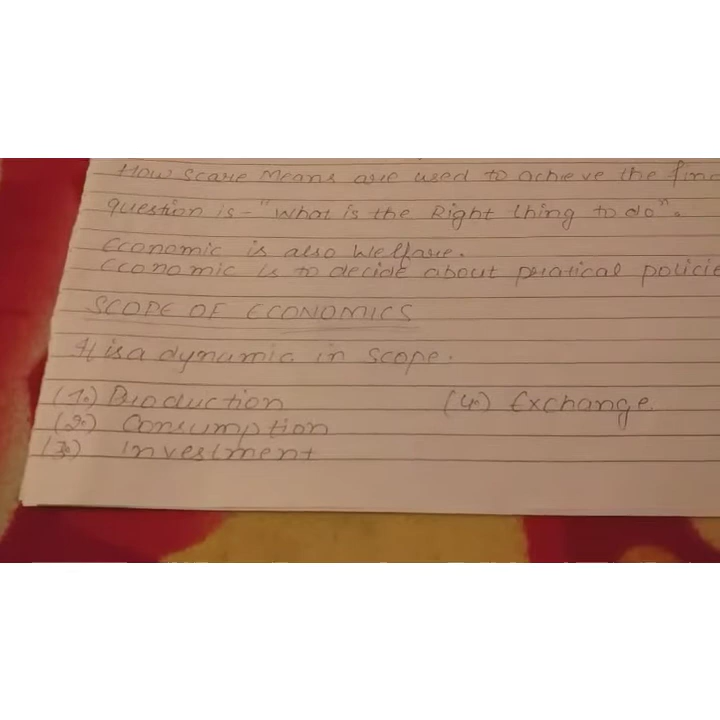 How scare Means are used to achieve the find
question is - "What is the Right thing to do".
Economic is also Welfare.
Economic is to decide about pratical policie
SCOPE OF ECONOMICS
It is a dynamic in scope.
(1.) Production
(4.) Exchange.
(2.) Consumption
(3.) Investment